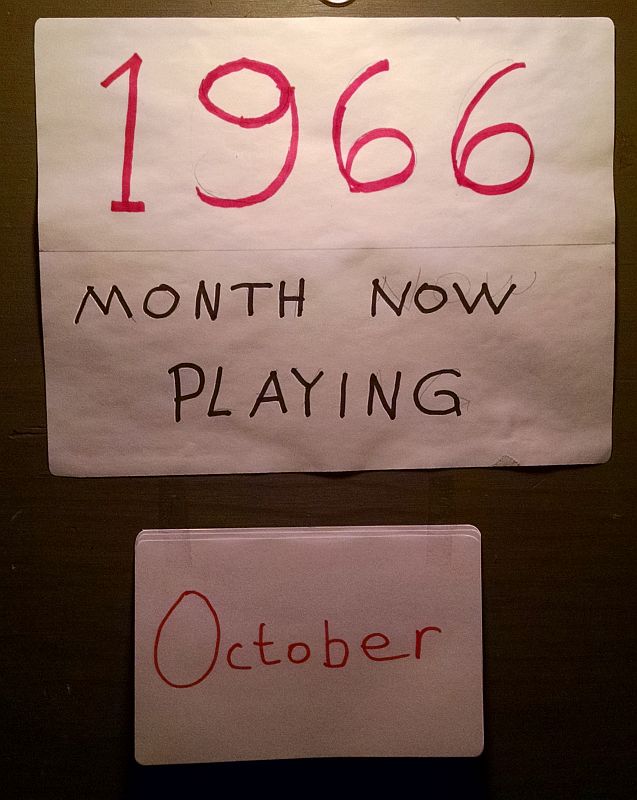 1966
MONTH NOW
PLAYING
October